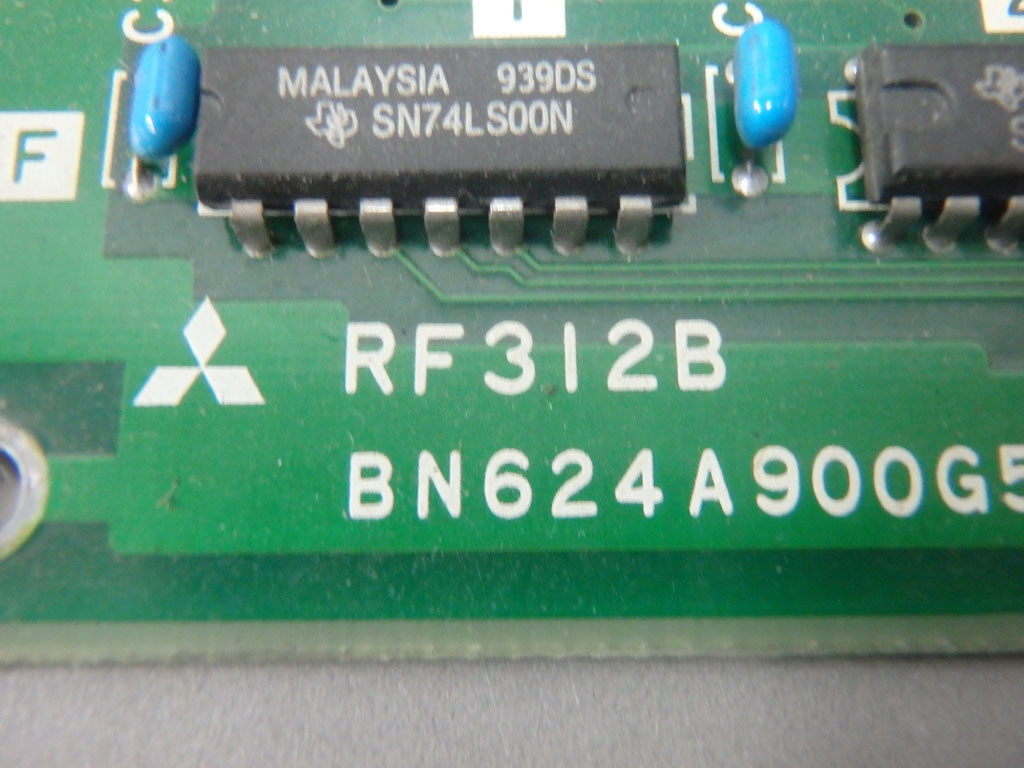 C
C
F
MALAYSIA 939DS
SN74LS00N
RF312B
BN624A900G5